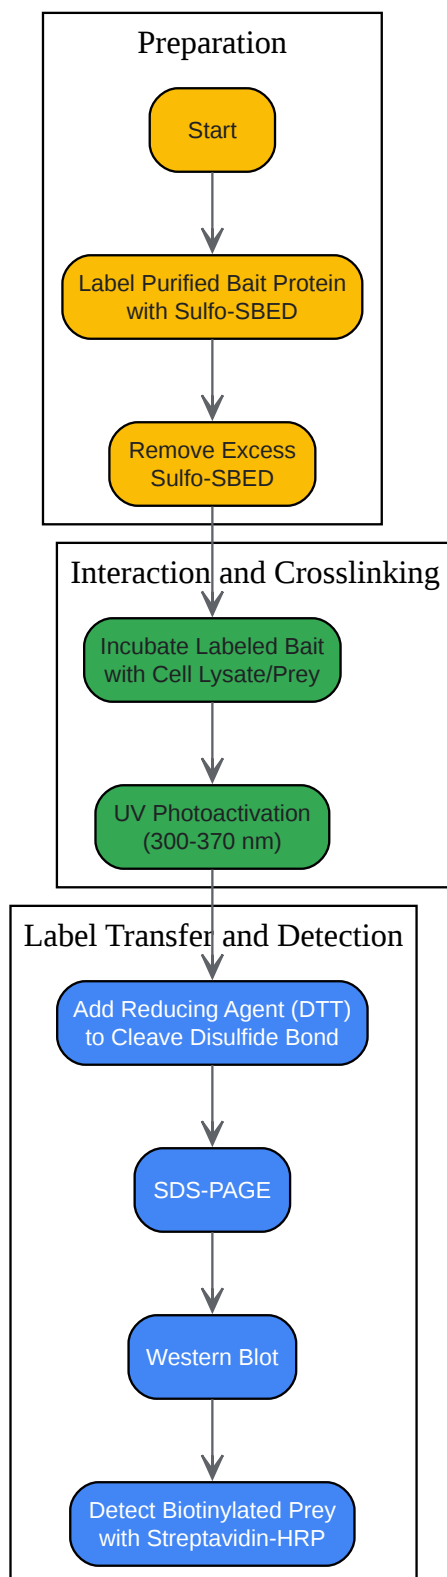 Preparation
Start
Label Purified Bait Protein
with Sulfo-SBED
Remove Excess
Sulfo-SBED
Interaction and Crosslinking
Incubate Labeled Bait
with Cell Lysate/Prey
UV Photoactivation
(300-370 nm)
Label Transfer and Detection
Add Reducing Agent (DTT)
to Cleave Disulfide Bond
SDS-PAGE
Western Blot
Detect Biotinylated Prey
with Streptavidin-HRP